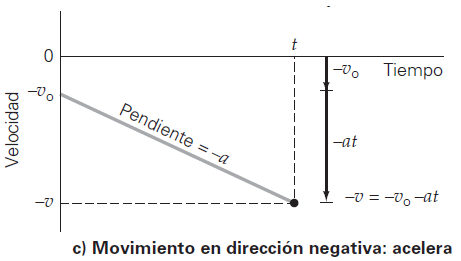 t
0
−v₀
Tiempo
−v₀
Velocidad
Pendiente = −a
−at
−v
−v = −v₀ −at
c) Movimiento en dirección negativa: acelera